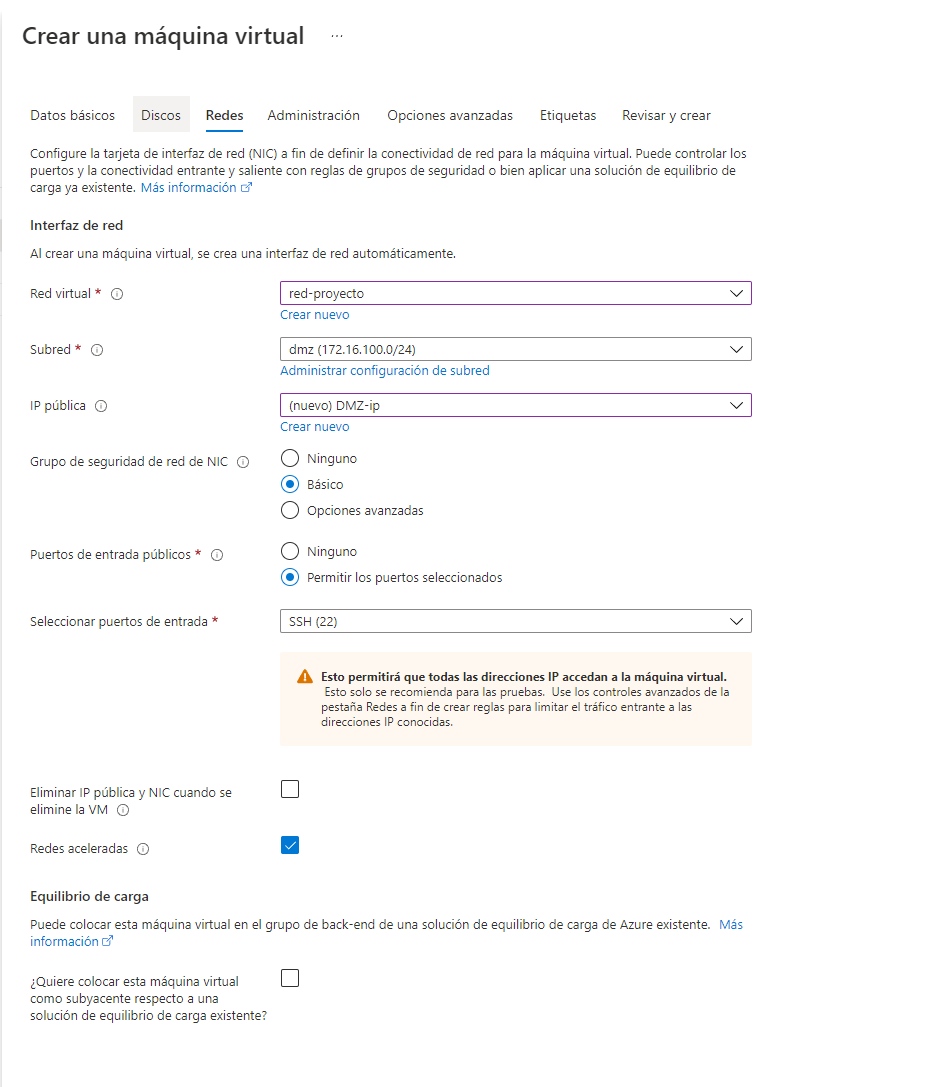 Crear una máquina virtual ...
Datos básicos Discos Redes Administración Opciones avanzadas Etiquetas Revisar y crear
Configure la tarjeta de interfaz de red (NIC) a fin de definir la conectividad de red para la máquina virtual. Puede controlar los
puertos y la conectividad entrante y saliente con reglas de grupos de seguridad o bien aplicar una solución de equilibrio de
carga ya existente. Más información
Interfaz de red
Al crear una máquina virtual, se crea una interfaz de red automáticamente.
Red virtual * red-proyecto
Crear nuevo
Subred * dmz (172.16.100.0/24)
Administrar configuración de subred
IP pública (nuevo) DMZ-ip
Crear nuevo
Grupo de seguridad de red de NIC Ninguno
Básico
Opciones avanzadas
Puertos de entrada públicos * Ninguno
Permitir los puertos seleccionados
Seleccionar puertos de entrada * SSH (22)
Esto permitirá que todas las direcciones IP accedan a la máquina virtual.
Esto solo se recomienda para las pruebas. Use los controles avanzados de la
pestaña Redes a fin de crear reglas para limitar el tráfico entrante a las
direcciones IP conocidas.
Eliminar IP pública y NIC cuando se
elimine la VM
Redes aceleradas
Equilibrio de carga
Puede colocar esta máquina virtual en el grupo de back-end de una solución de equilibrio de carga de Azure existente. Más
información
¿Quiere colocar esta máquina virtual
como subyacente respecto a una
solución de equilibrio de carga existente?